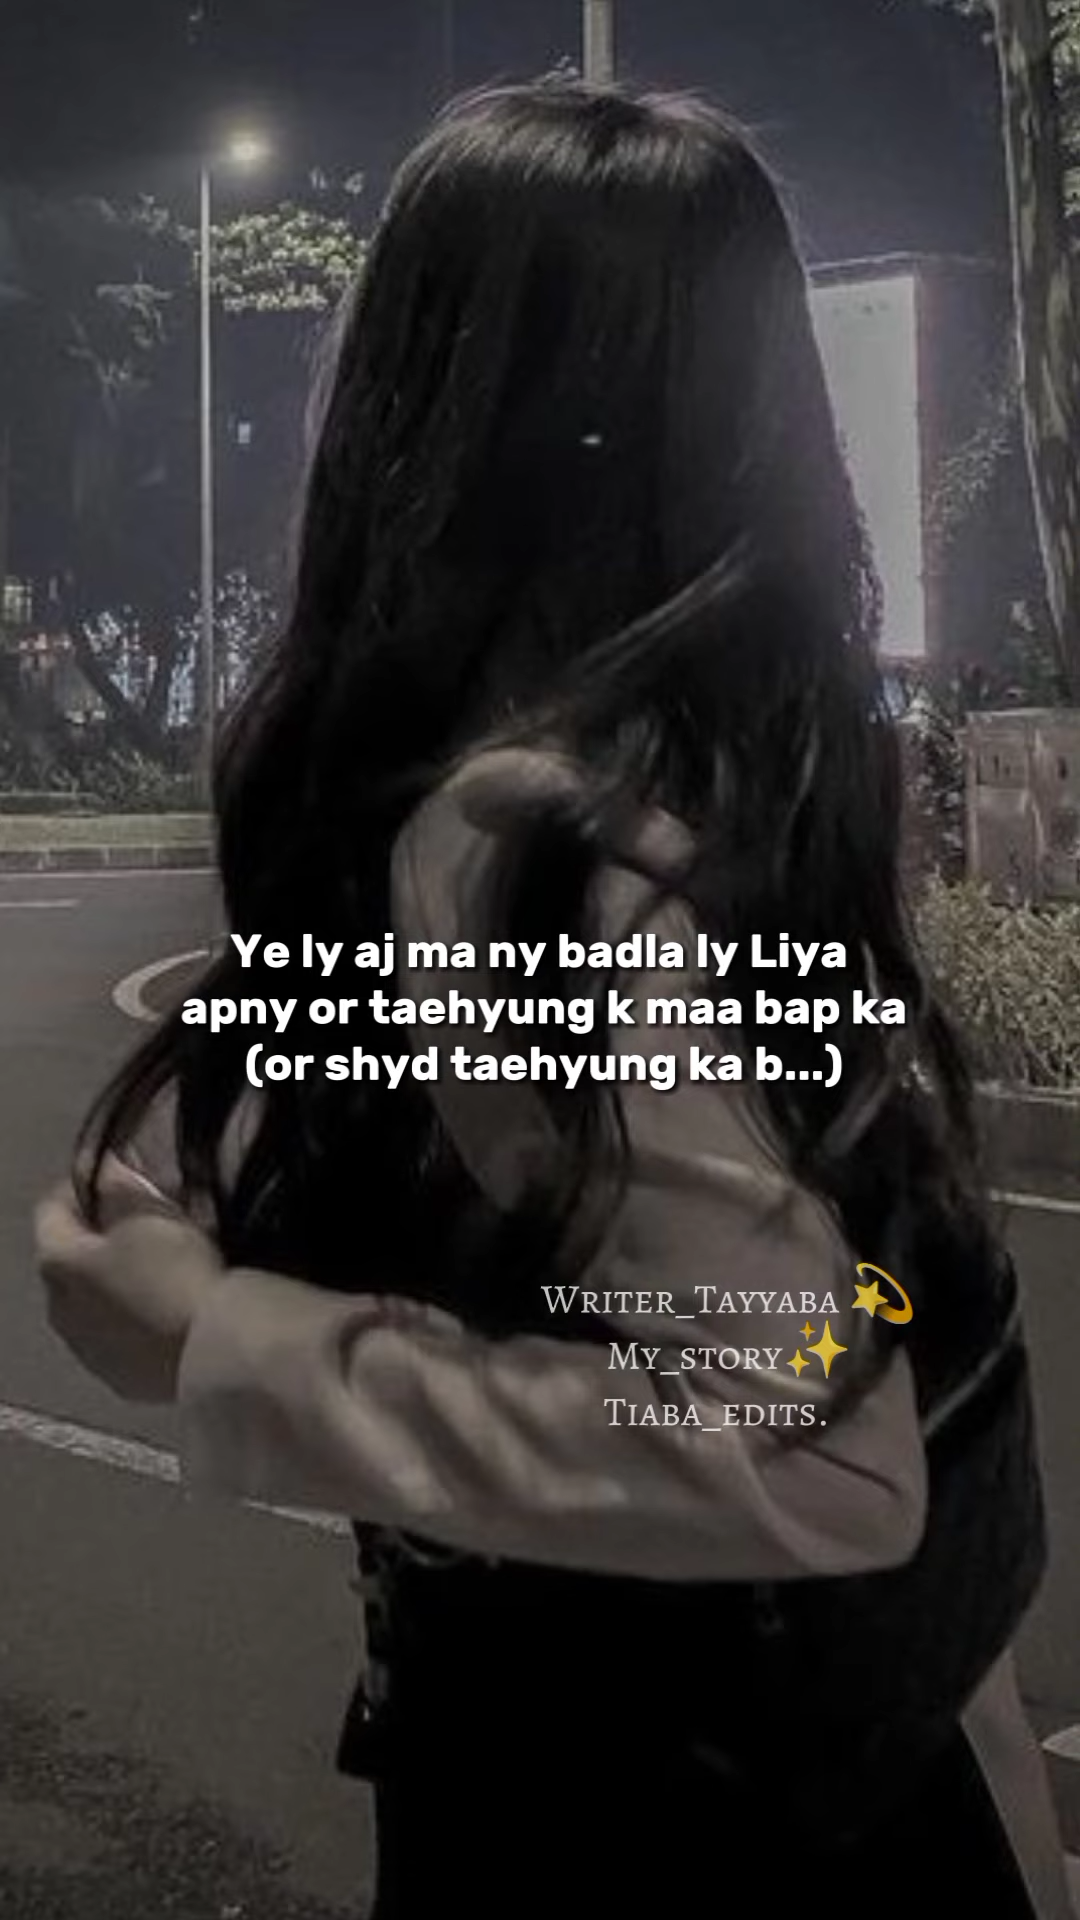 Ye ly aj ma ny badla ly Liya
apny or taehyung k maa bap ka
(or shyd taehyung ka b...)
Writer_Tayyaba 💫
My_story✨
Tiaba_edits.